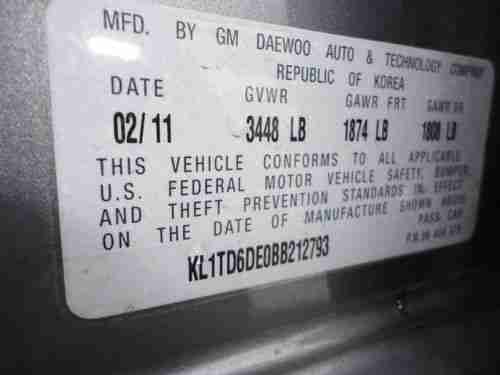 MFD. BY GM DAEWOO AUTO & TECHNOLOGY COMPANY
REPUBLIC OF KOREA
DATE GVWR GAWR FRT GAWR RR
02/11 3448 LB 1874 LB 1808 LB
THIS VEHICLE CONFORMS TO ALL APPLICABLE
U.S. FEDERAL MOTOR VEHICLE SAFETY, BUMPER,
AND THEFT PREVENTION STANDARDS IN EFFECT
ON THE DATE OF MANUFACTURE SHOWN ABOVE
PASS CAR
KL1TD6DE0BB212793
P.N.96